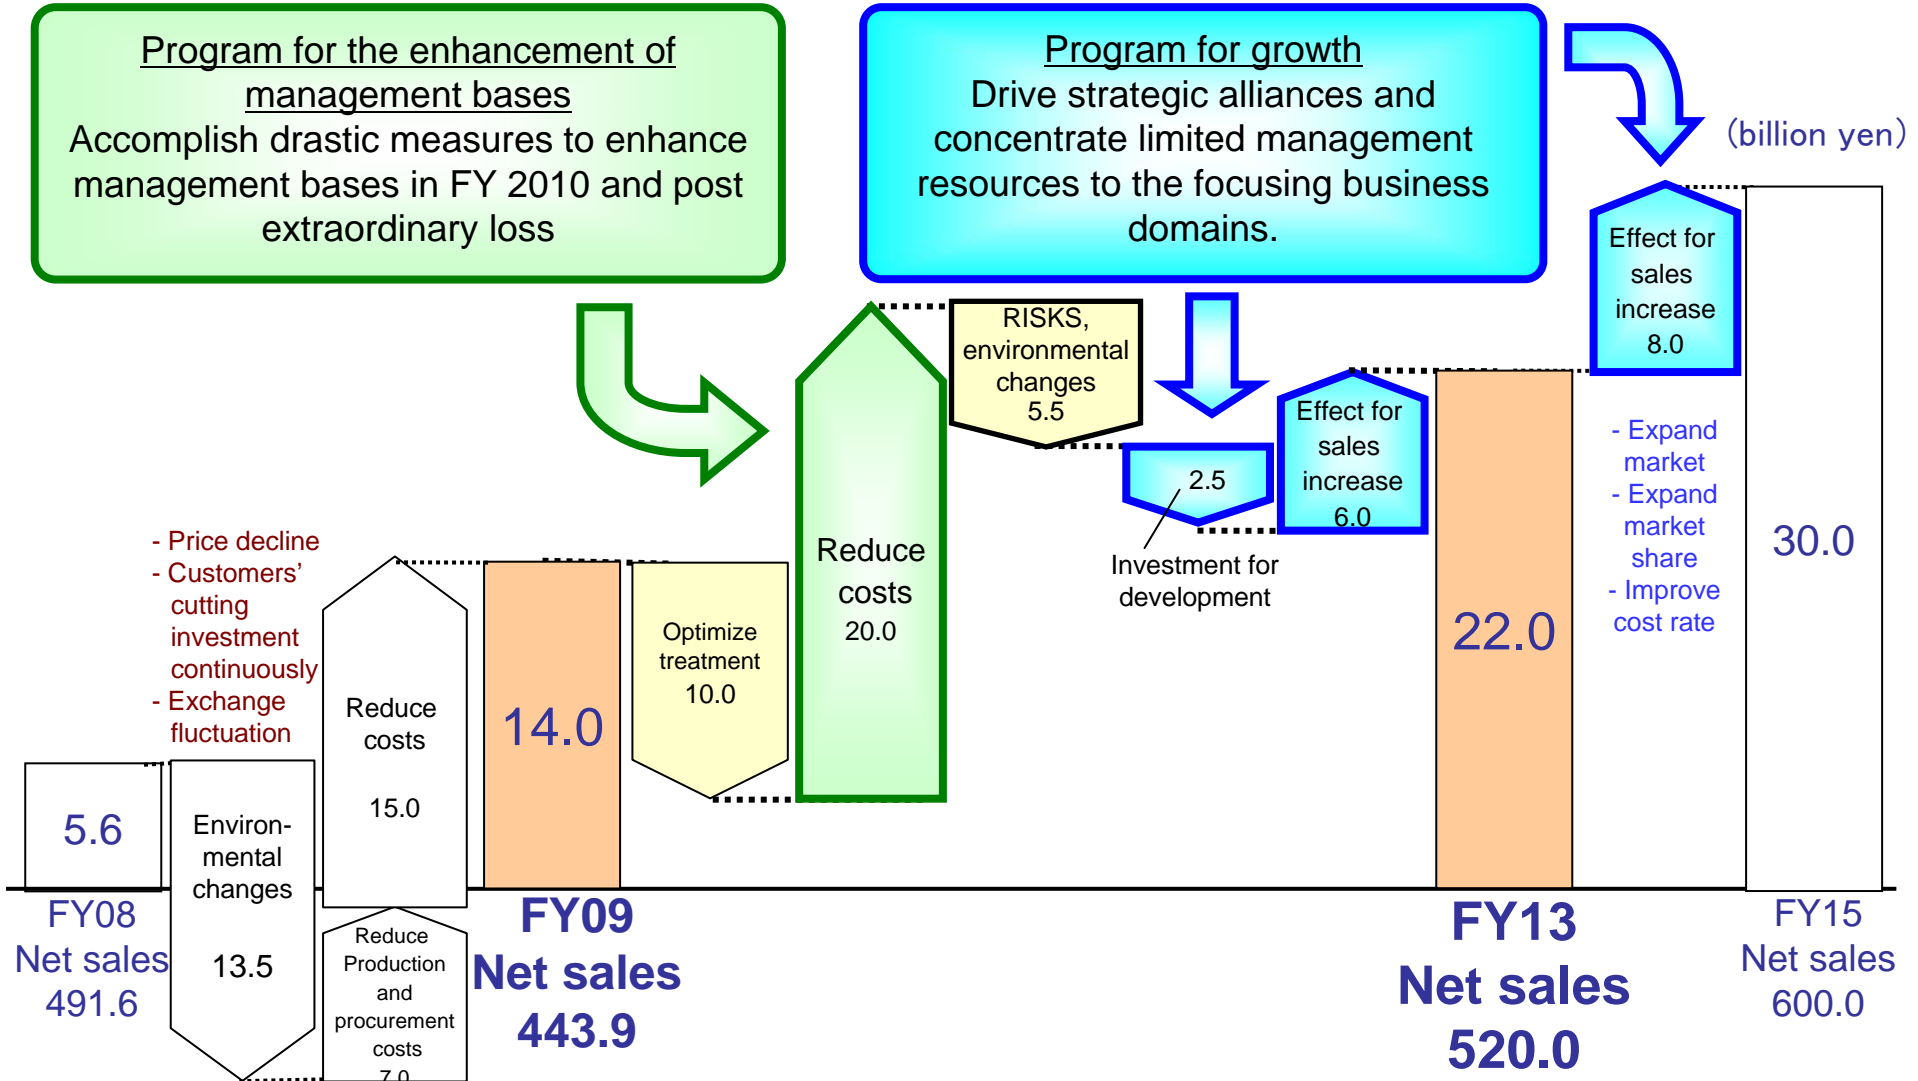 Program for the enhancement of
management bases
Accomplish drastic measures to enhance
management bases in FY 2010 and post
extraordinary loss
Program for growth
Drive strategic alliances and
concentrate limited management
resources to the focusing business
domains.
(billion yen)
Effect for
sales
increase
8.0
RISKS,
environmental
changes
5.5
Effect for
sales
increase
6.0
2.5
Investment for
development
- Expand
market
- Expand
market
share
- Improve
cost rate
30.0
- Price decline
- Customers’
cutting
investment
continuously
- Exchange
fluctuation
Reduce
costs
20.0
Optimize
treatment
10.0
22.0
14.0
Reduce
costs
15.0
5.6
Environ-
mental
changes
13.5
Reduce
Production
and
procurement
costs
7.0
FY08
Net sales
491.6
FY09
Net sales
443.9
FY13
Net sales
520.0
FY15
Net sales
600.0